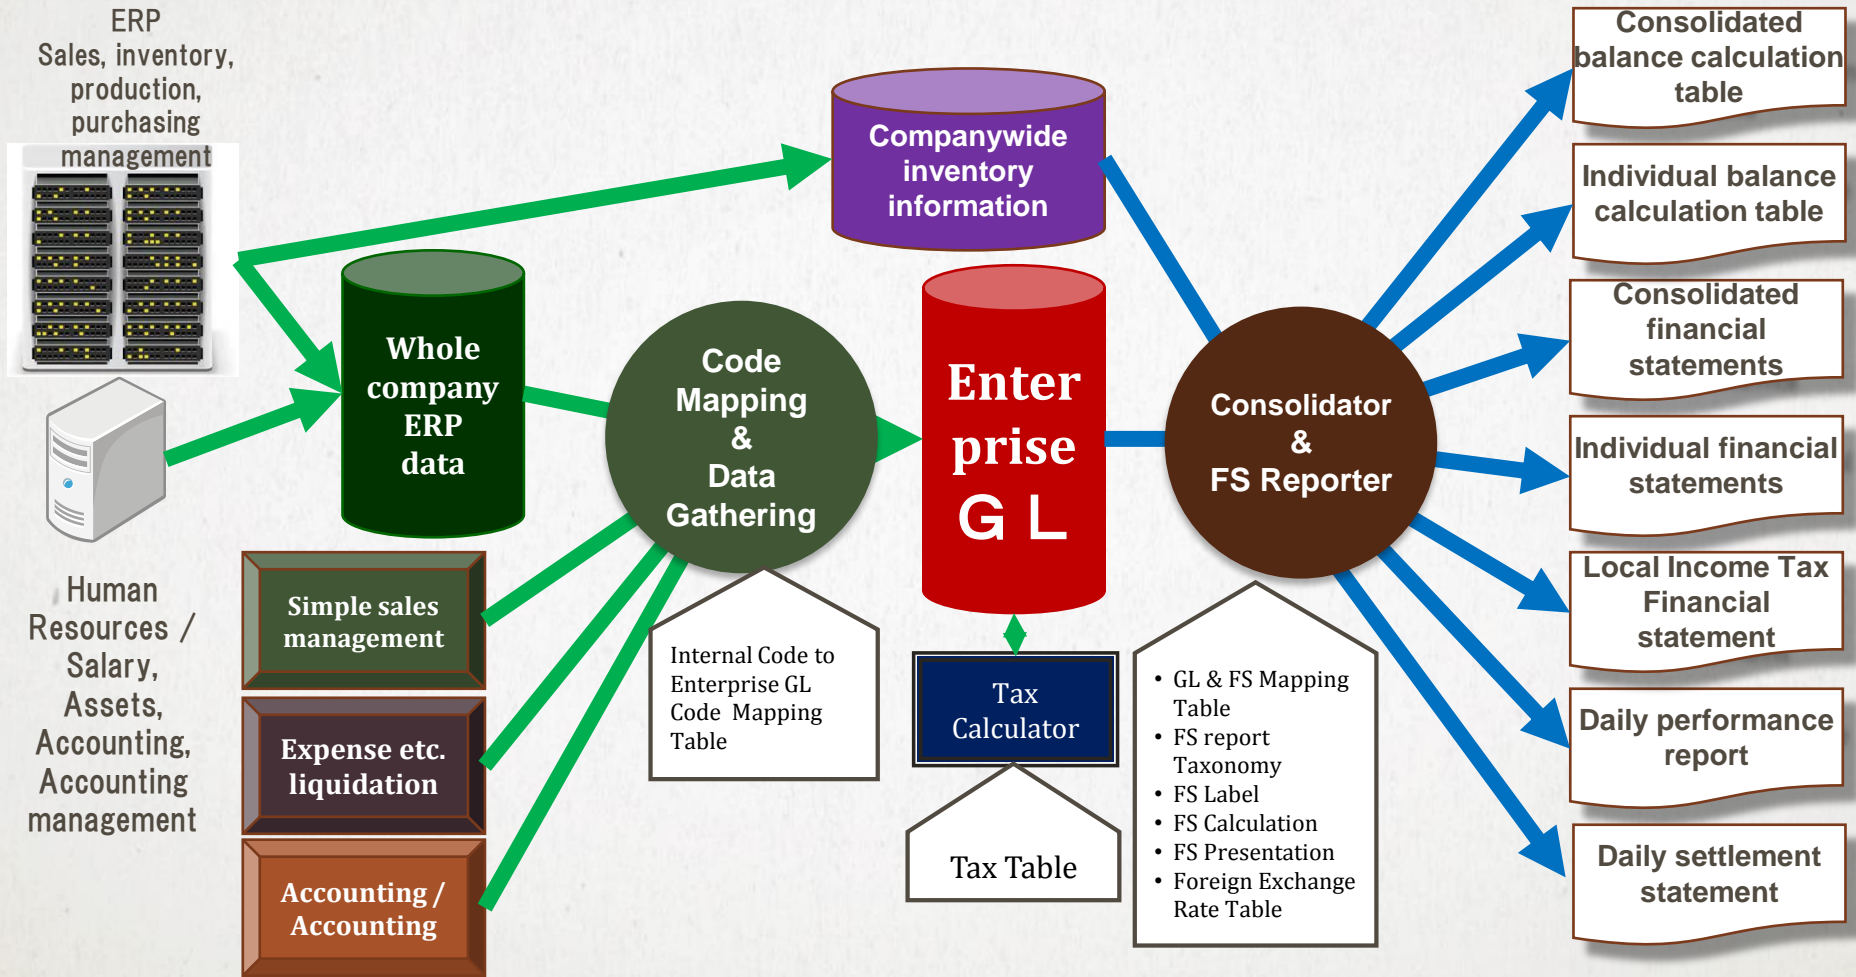 ERP
Sales, inventory,
production,
purchasing
management
Human
Resources /
Salary,
Assets,
Accounting,
Accounting
management
Whole
company
ERP
data
Simple sales
management
Expense etc.
liquidation
Accounting /
Accounting
Code
Mapping
&
Data
Gathering
Internal Code to
Enterprise GL
Code Mapping
Table
Companywide
inventory
information
Enter
prise
ＧＬ
Tax
Calculator
Tax Table
Consolidator
&
FS Reporter
• GL & FS Mapping
Table
• FS report
Taxonomy
• FS Label
• FS Calculation
• FS Presentation
• Foreign Exchange
Rate Table
Consolidated
balance calculation
table
Individual balance
calculation table
Consolidated
financial
statements
Individual financial
statements
Local Income Tax
Financial
statement
Daily performance
report
Daily settlement
statement